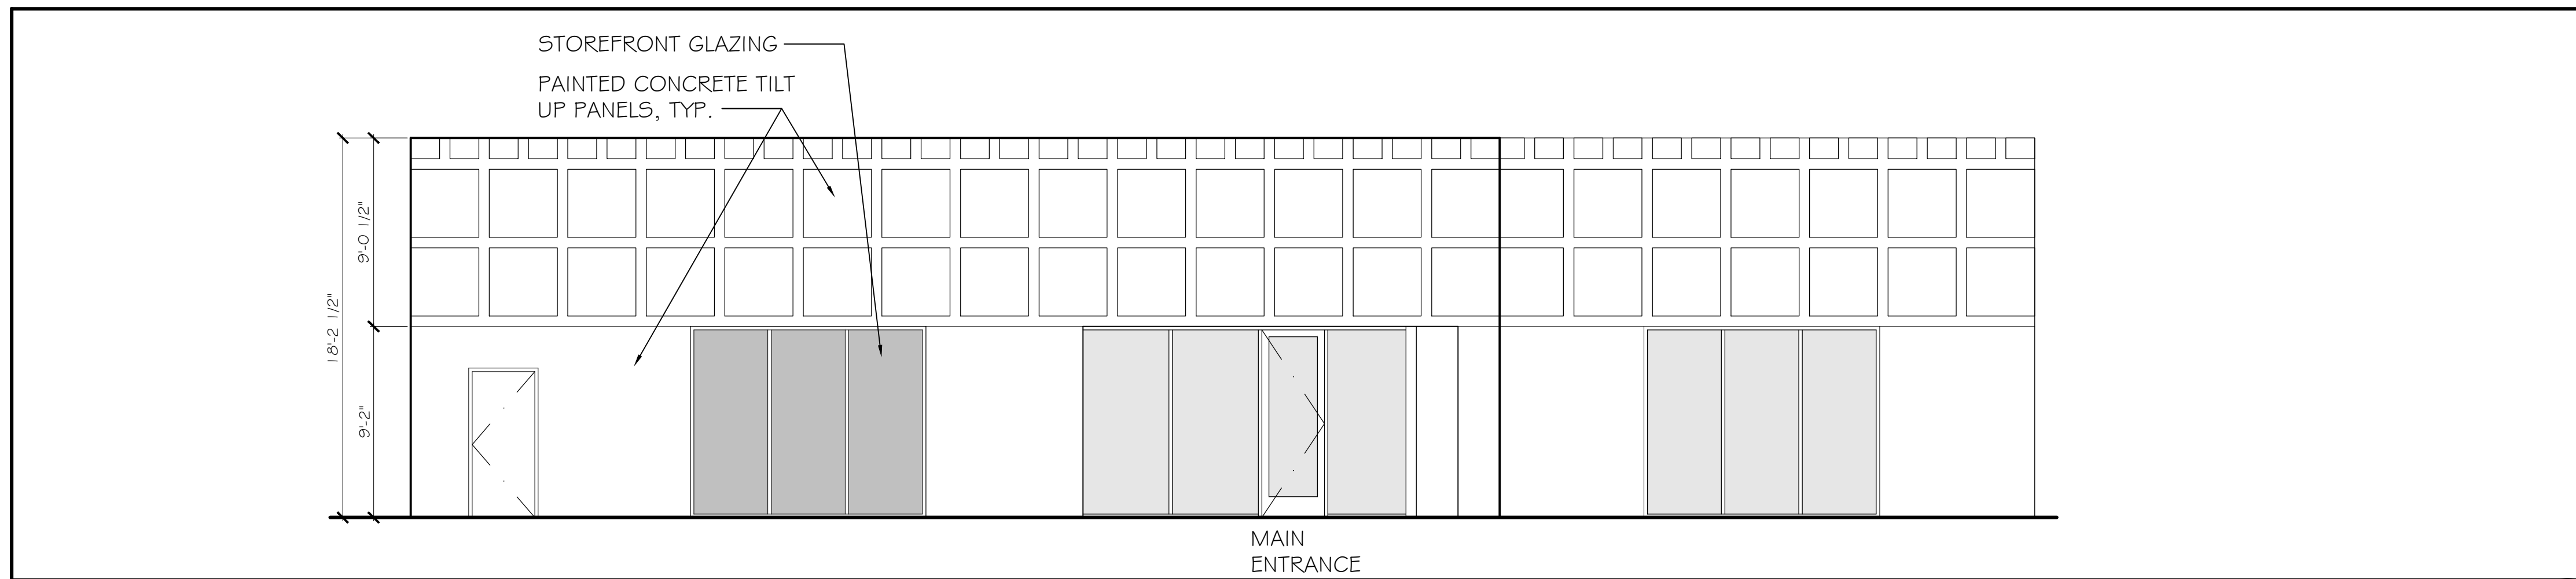 STOREFRONT GLAZING
PAINTED CONCRETE TILT
UP PANELS, TYP.
9'-0 1/2"
18'-2 1/2"
9'-2"
MAIN
ENTRANCE